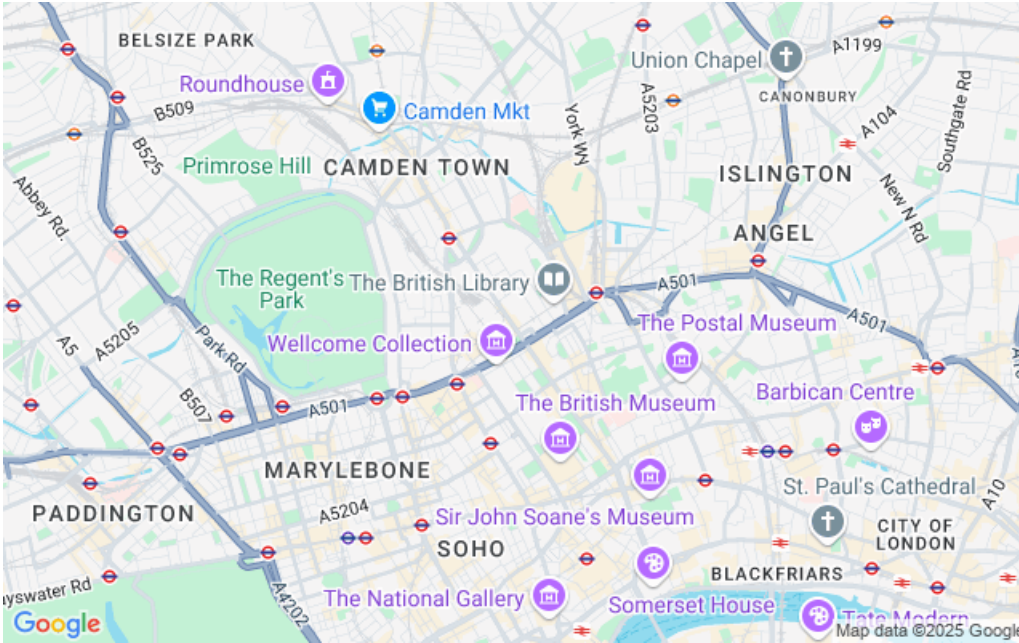 BELSIZE PARK
Union Chapel
A1199
Roundhouse
CANONBURY
B509
Camden Mkt
York WY
A5203
A104
Southgate Rd
B525
Primrose Hill
CAMDEN TOWN
ISLINGTON
Abbey Rd.
New N Rd
ANGEL
The Regent's
Park
The British Library
A501
A5
A5205
Park Rd
Wellcome Collection
The Postal Museum
A501
B507
A501
The British Museum
Barbican Centre
MARYLEBONE
St. Paul's Cathedral
A10
PADDINGTON
A5204
Sir John Soane's Museum
CITY OF
LONDON
SOHO
BLACKFRIARS
ayswater Rd
A4202
The National Gallery
Somerset House
Tate Modern
Google
Map data ©2025 Google